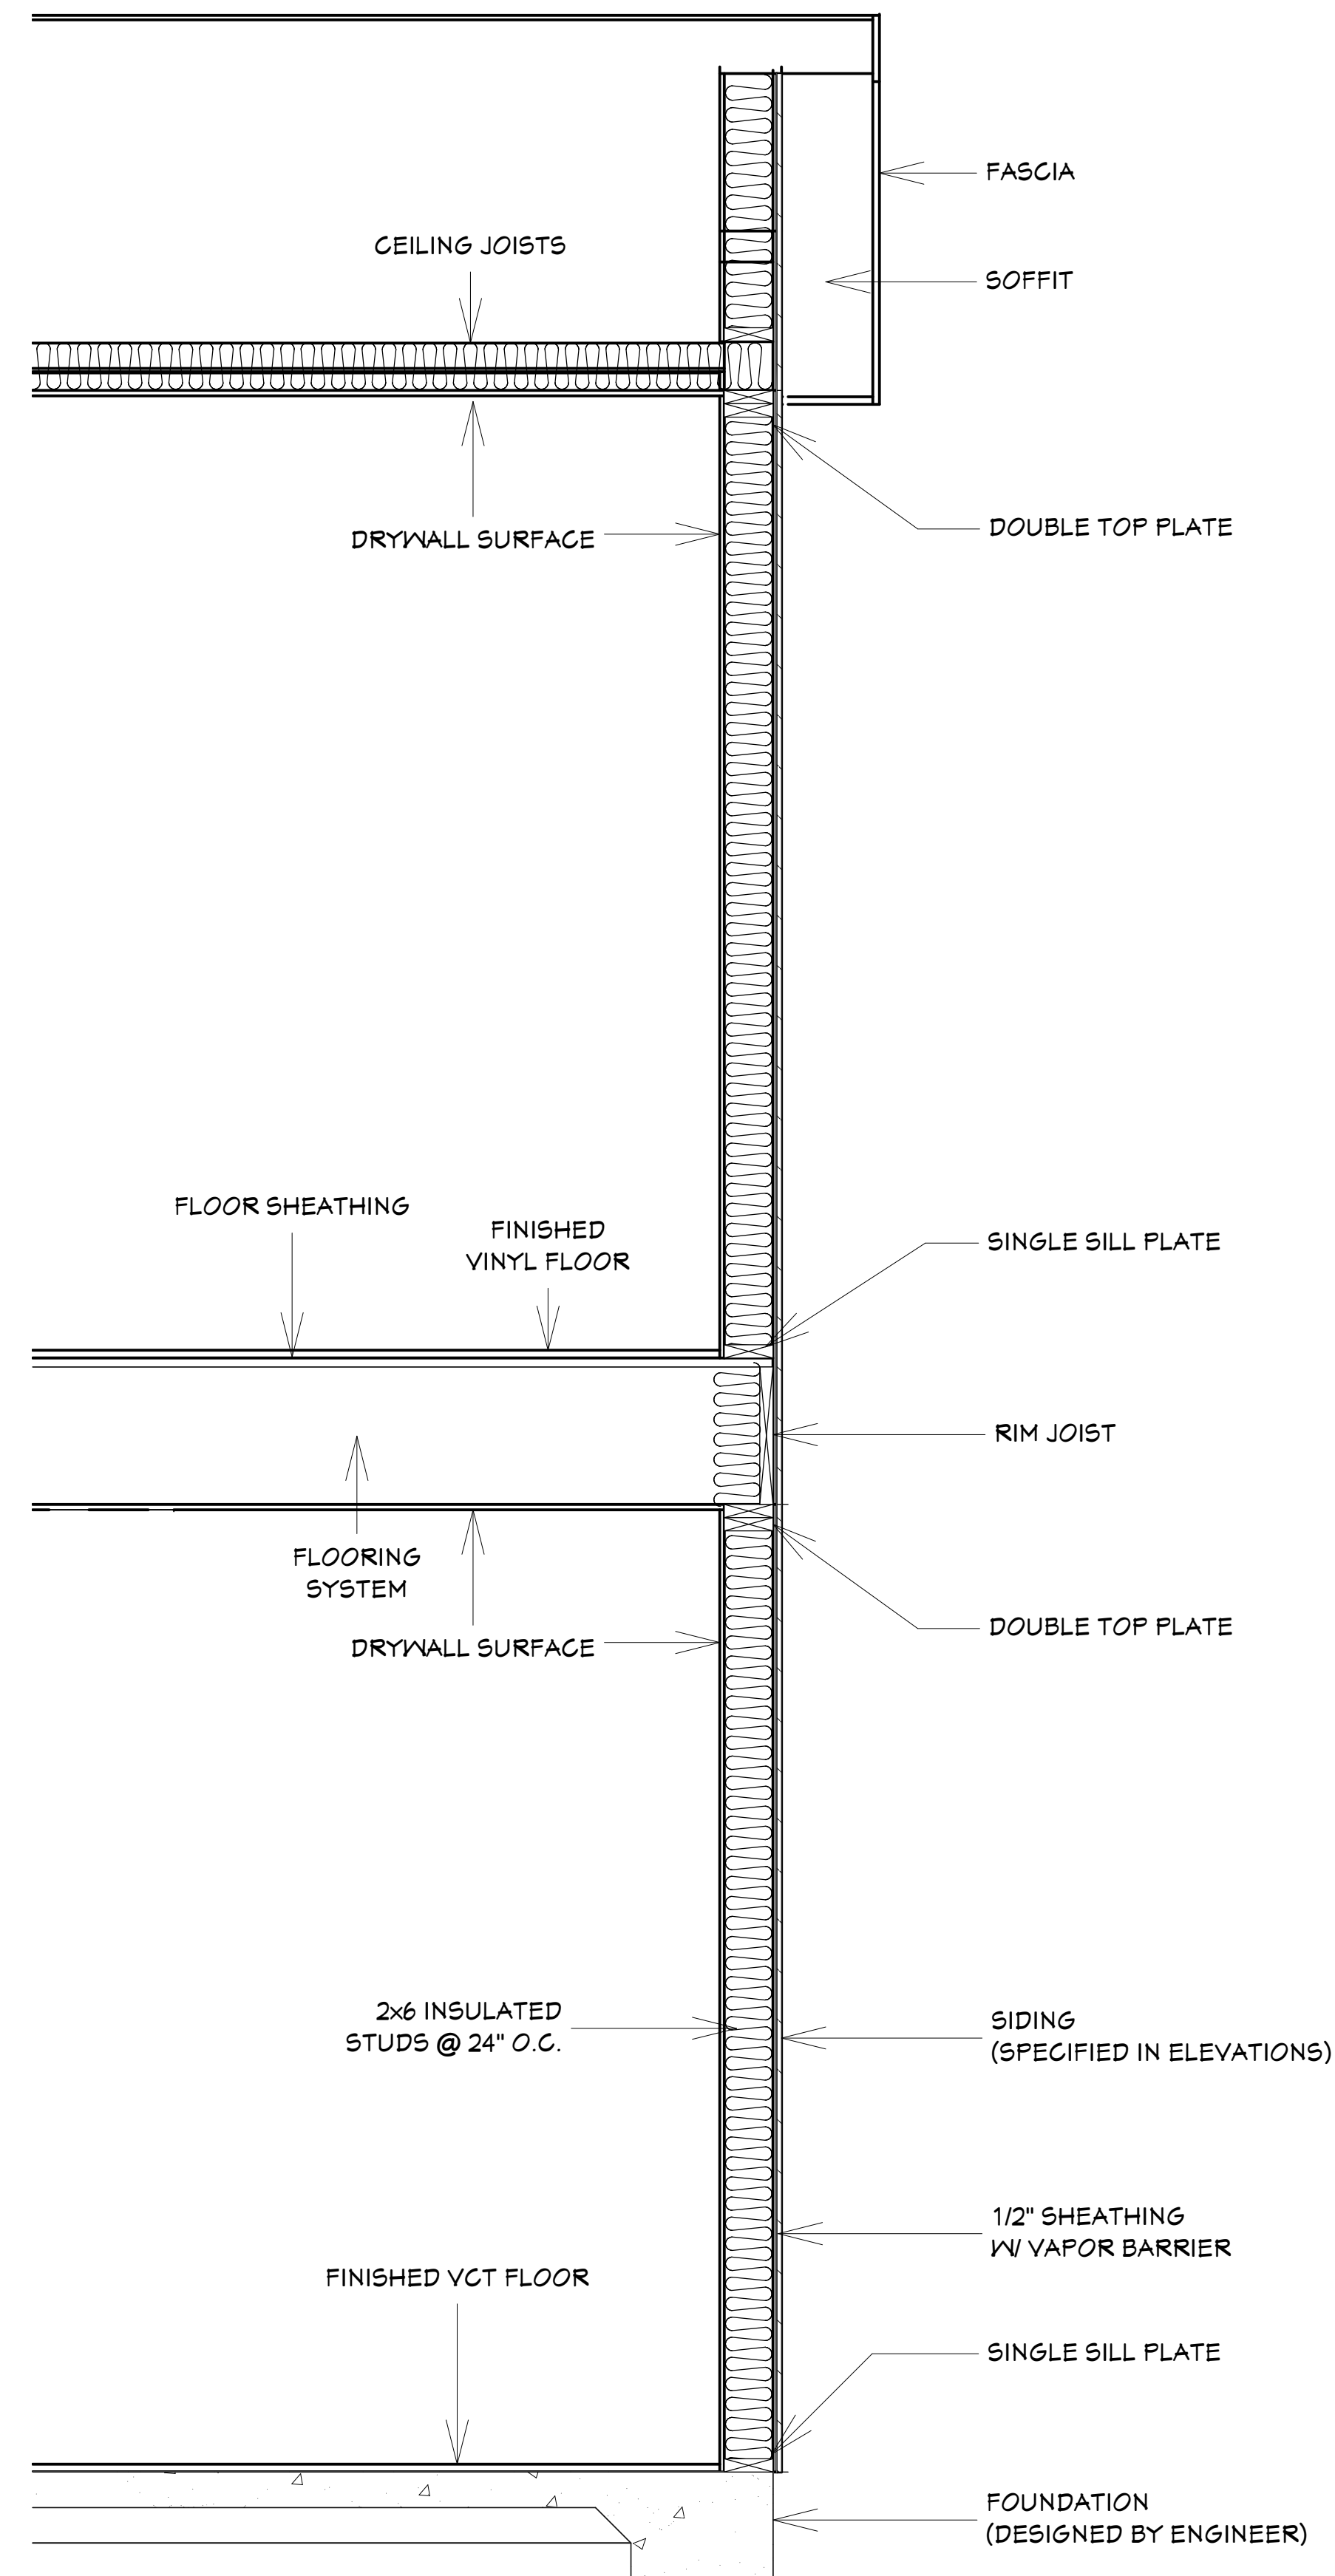 FASCIA
CEILING JOISTS
SOFFIT
DOUBLE TOP PLATE
DRYWALL SURFACE
FLOOR SHEATHING
FINISHED
VINYL FLOOR
SINGLE SILL PLATE
RIM JOIST
FLOORING
SYSTEM
DOUBLE TOP PLATE
DRYWALL SURFACE
2x6 INSULATED
STUDS @ 24" O.C.
SIDING
(SPECIFIED IN ELEVATIONS)
1/2" SHEATHING
W/ VAPOR BARRIER
FINISHED VCT FLOOR
SINGLE SILL PLATE
FOUNDATION
(DESIGNED BY ENGINEER)